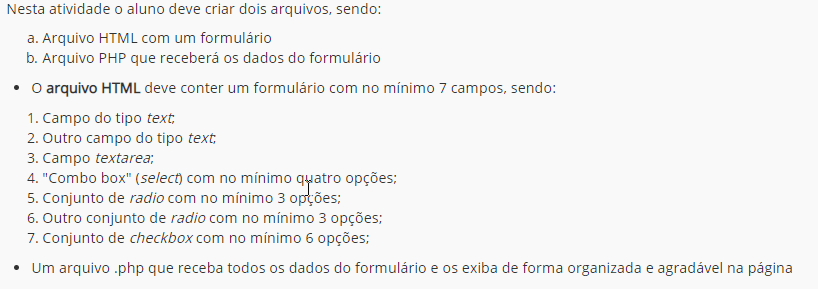 Nesta atividade o aluno deve criar dois arquivos, sendo:
a. Arquivo HTML com um formulário
b. Arquivo PHP que receberá os dados do formulário
• O arquivo HTML deve conter um formulário com no mínimo 7 campos, sendo:
1. Campo do tipo text;
2. Outro campo do tipo text;
3. Campo textarea;
4. "Combo box" (select) com no mínimo quatro opções;
5. Conjunto de radio com no mínimo 3 opções;
6. Outro conjunto de radio com no mínimo 3 opções;
7. Conjunto de checkbox com no mínimo 6 opções;
• Um arquivo .php que receba todos os dados do formulário e os exiba de forma organizada e agradável na página